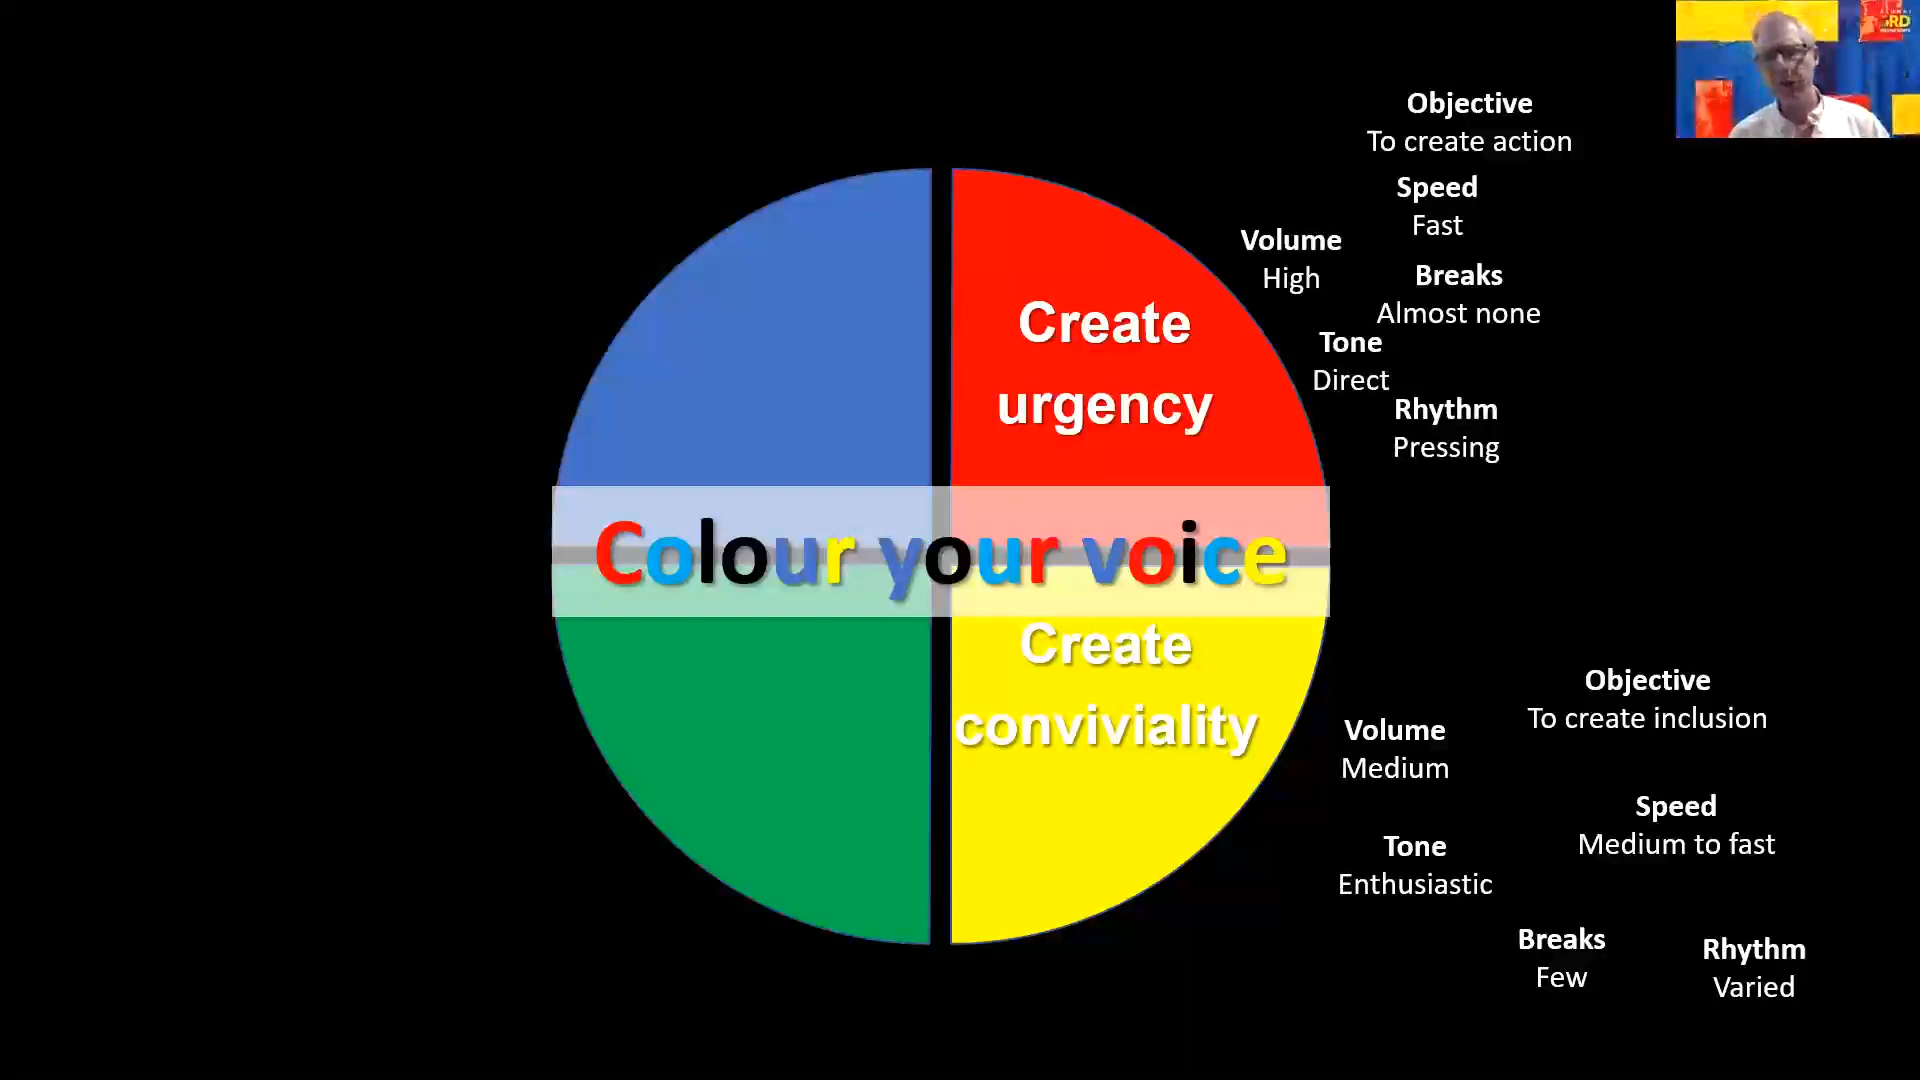 Objective
To create action
Speed
Fast
Volume
High
Breaks
Almost none
Tone
Direct
Rhythm
Pressing
Create
urgency
Colour your voice
Create
conviviality
Objective
To create inclusion
Volume
Medium
Speed
Medium to fast
Tone
Enthusiastic
Breaks
Few
Rhythm
Varied